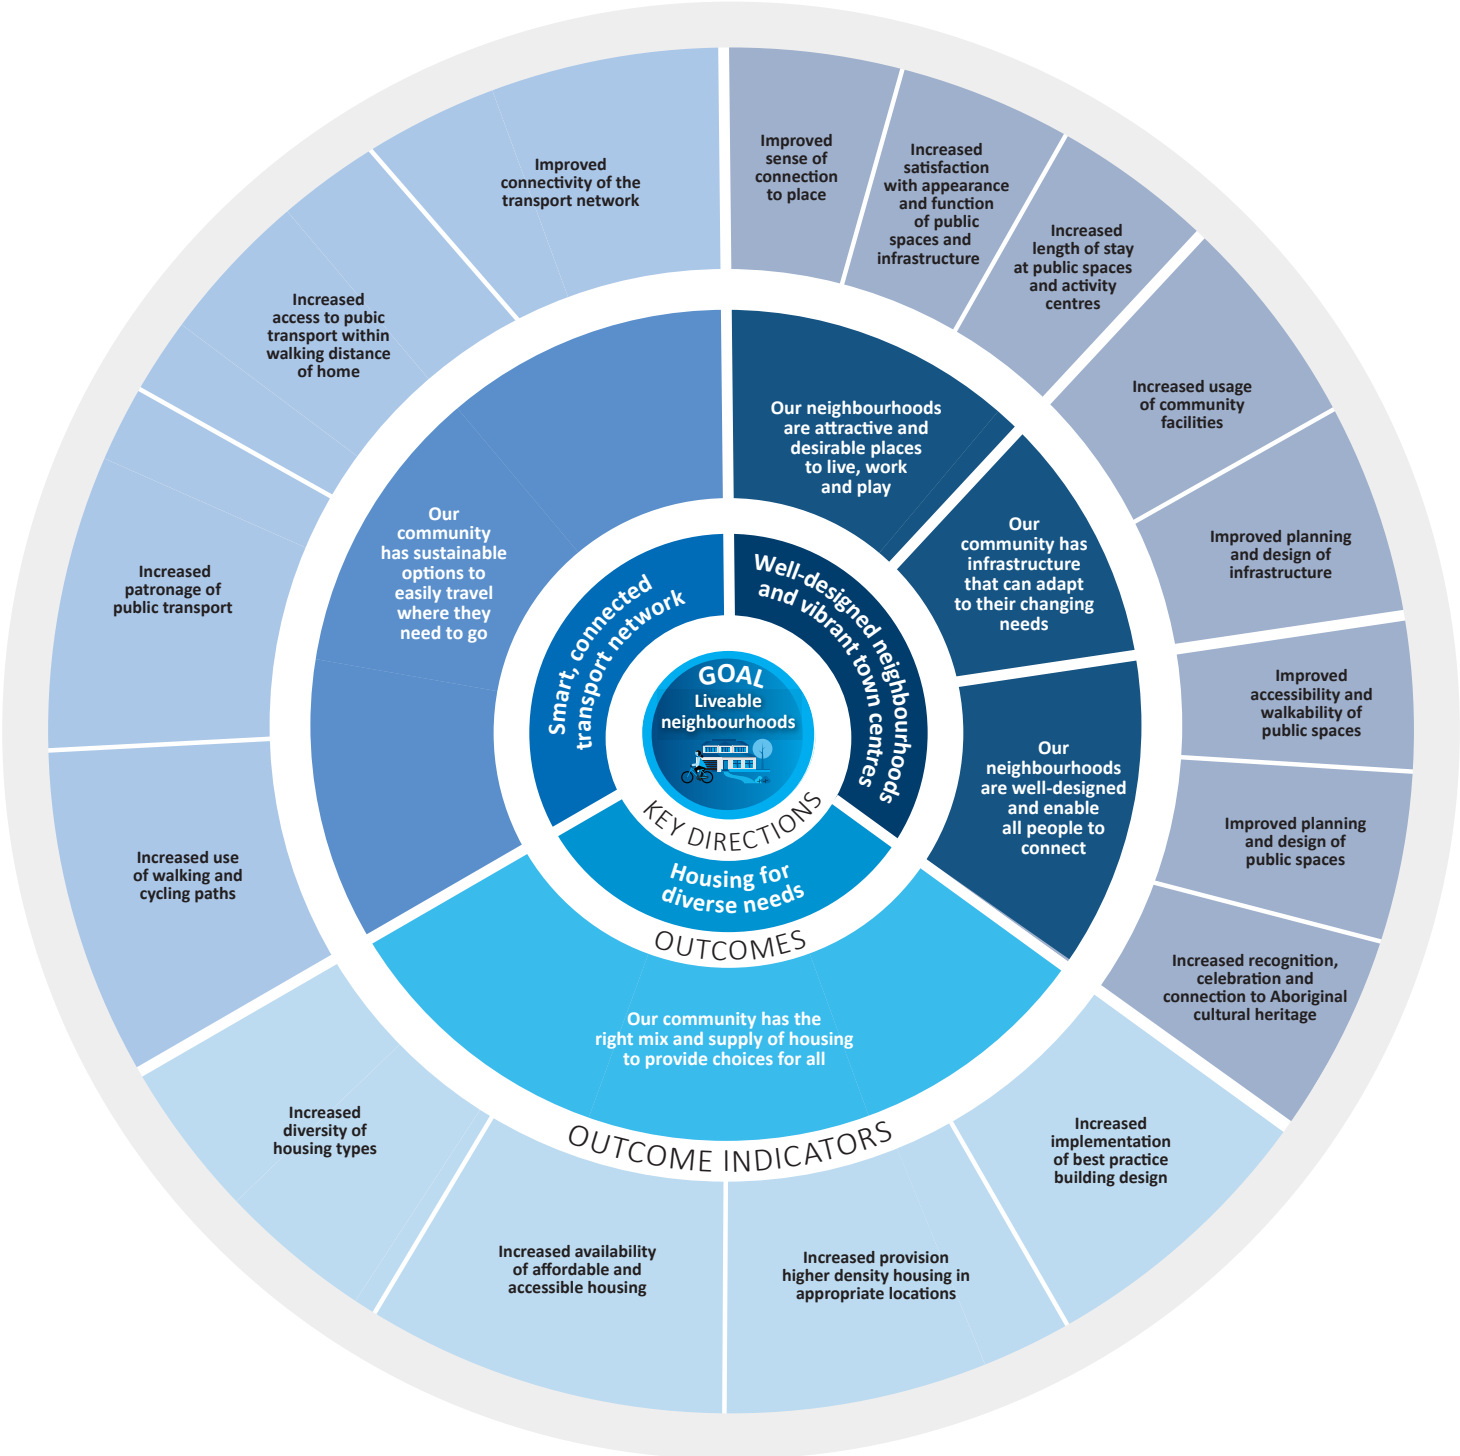 GOAL
Liveable
neighbourhoods
KEY DIRECTIONS
Well-designed neighbourhoods
and vibrant town centres
Housing for
diverse needs
Smart, connected
transport network
OUTCOMES
Our neighbourhoods
are attractive and
desirable places
to live, work
and play
Our
community has
infrastructure
that can adapt
to their changing
needs
Our
neighbourhoods
are well-designed
and enable
all people to
connect
Our community has the
right mix and supply of housing
to provide choices for all
Our
community
has sustainable
options to
easily travel
where they
need to go
OUTCOME INDICATORS
Improved
sense of
connection
to place
Increased
satisfaction
with appearance
and function
of public
spaces and
infrastructure
Increased
length of stay
at public spaces
and activity
centres
Increased usage
of community
facilities
Improved planning
and design of
infrastructure
Improved
accessibility and
walkability of
public spaces
Improved planning
and design of
public spaces
Increased recognition,
celebration and
connection to Aboriginal
cultural heritage
Increased
implementation
of best practice
building design
Increased provision
higher density housing in
appropriate locations
Increased availability
of affordable and
accessible housing
Increased
diversity of
housing types
Increased use
of walking and
cycling paths
Increased
patronage of
public transport
Increased
access to pubic
transport within
walking distance
of home
Improved
connectivity of the
transport network